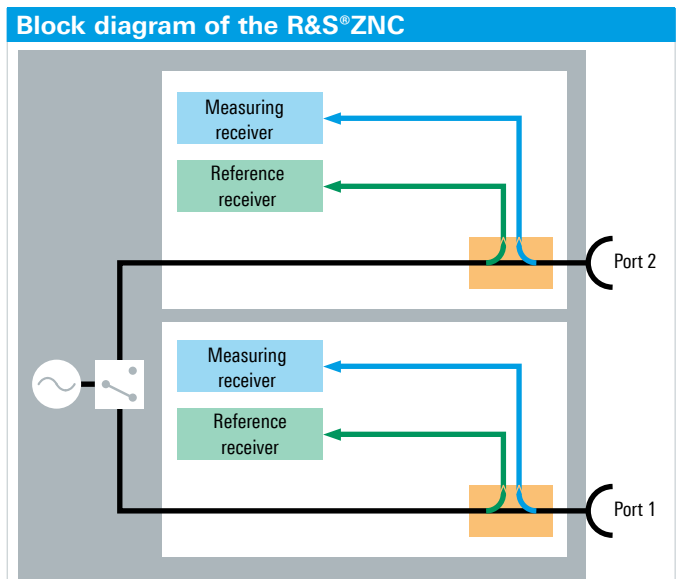 Block diagram of the R&S®ZNC
Measuring
receiver
Reference
receiver
Port 2
Measuring
receiver
Reference
receiver
Port 1